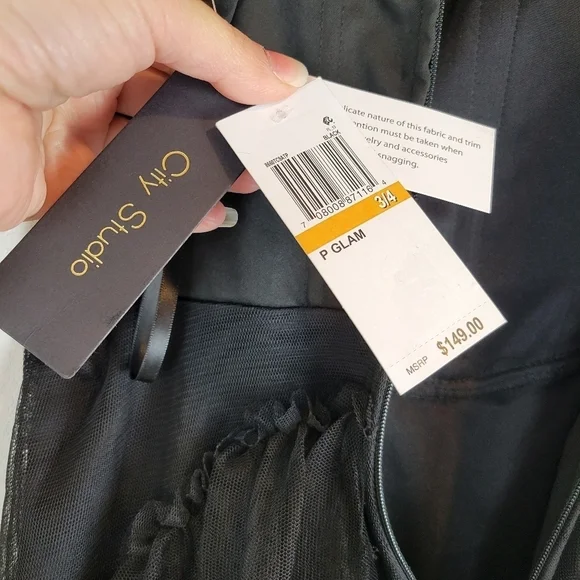 City Studio
BLACK
7 08008 87116 4
3/4
P GLAM
MSRP $149.00
licate nature of this fabric and trim
ention must be taken when
welry and accessories
snagging.